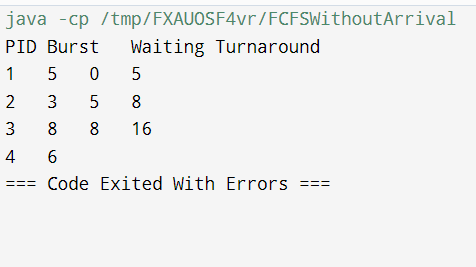 java -cp /tmp/FXAUOSF4vr/FCFSWithoutArrival
PID Burst   Waiting Turnaround
1   5   0   5
2   3   5   8
3   8   8   16
4   6
=== Code Exited With Errors ===